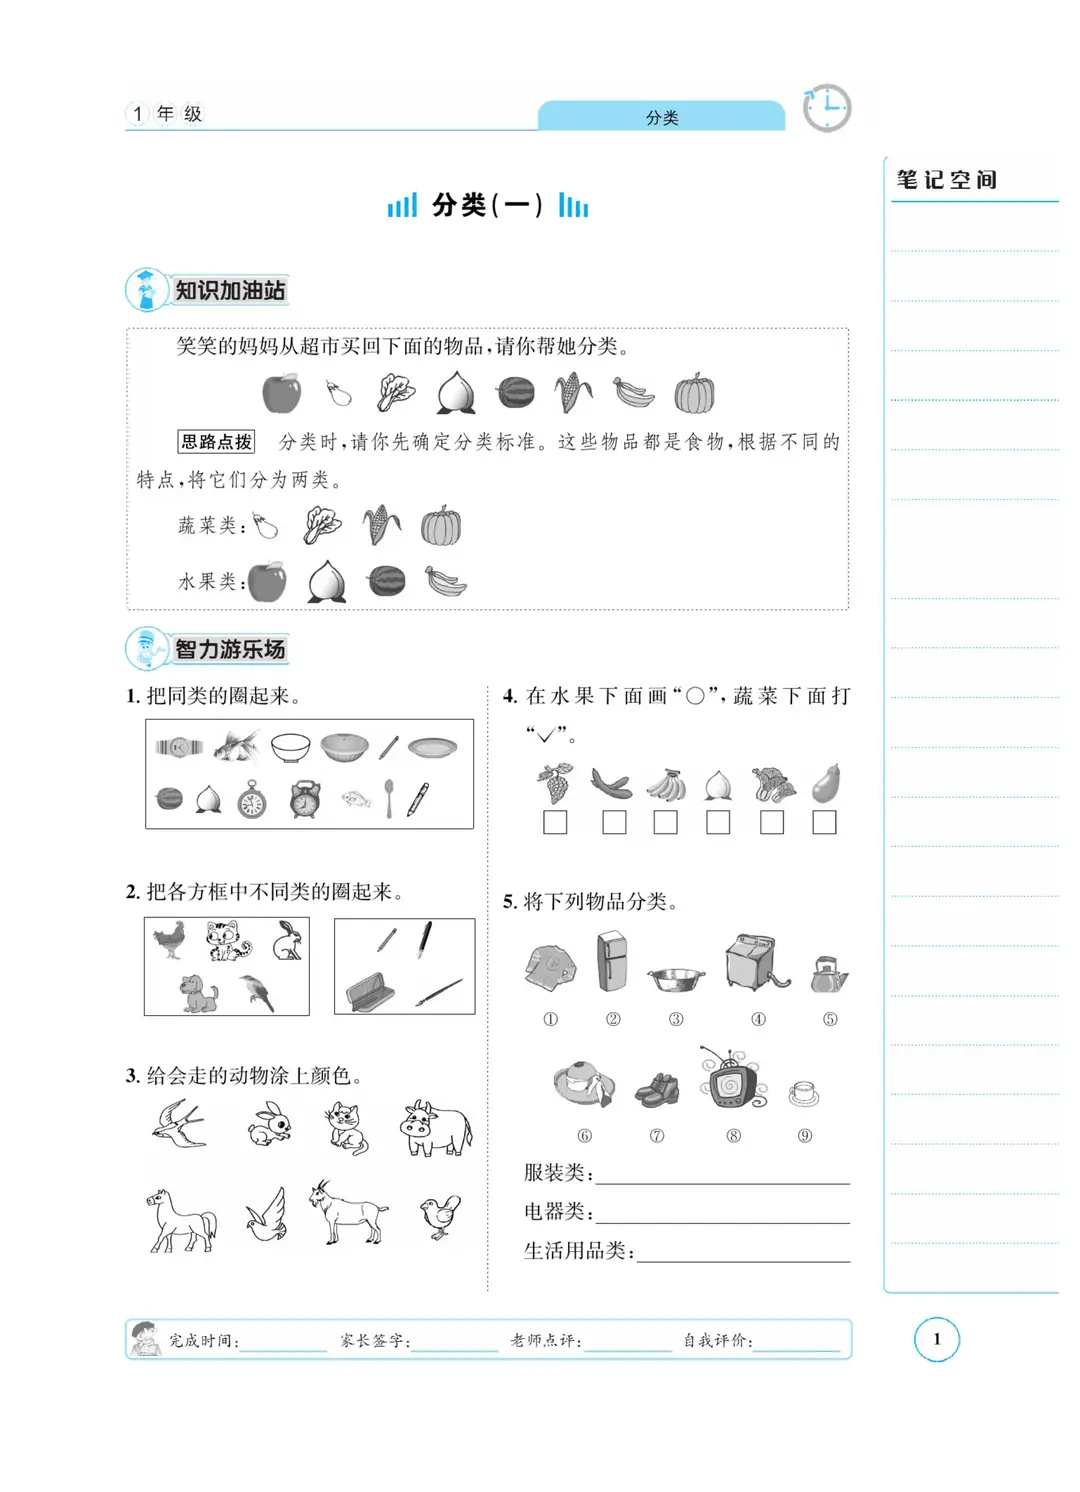 1年级
分类
笔记空间
分类(一)
知识加油站
笑笑的妈妈从超市买回下面的物品,请你帮她分类。
思路点拨 分类时,请你先确定分类标准。这些物品都是食物,根据不同的
特点,将它们分为两类。
蔬菜类:
水果类:
智力游乐场
1. 把同类的圈起来。
2. 把各方框中不同类的圈起来。
3. 给会走的动物涂上颜色。
4. 在水果下面画“○”,蔬菜下面打
“✓”。
5. 将下列物品分类。
① ② ③ ④ ⑤
⑥ ⑦ ⑧ ⑨
服装类:
电器类:
生活用品类:
完成时间: 家长签字: 老师点评: 自我评价:
1